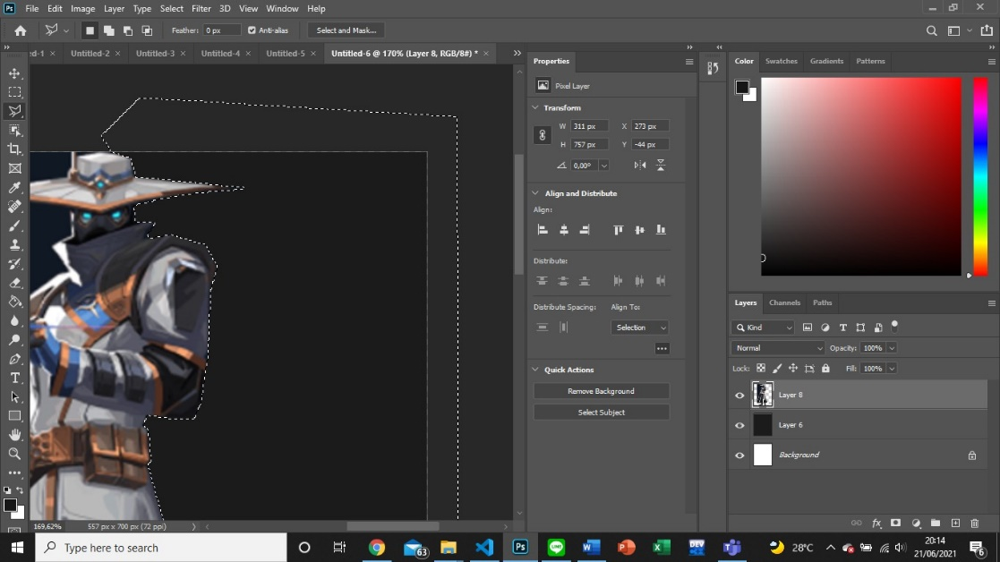 Ps File Edit Image Layer Type Select Filter 3D View Window Help
Feather: 0 px Anti-alias Select and Mask...
ed-1 × Untitled-2 × Untitled-3 × Untitled-4 × Untitled-5 × Untitled-6 @ 170% (Layer 8, RGB/8#) * ×
Properties
Pixel Layer
Transform
W 311 px X 273 px
H 757 px Y -44 px
0,00°
Align and Distribute
Align:
Distribute:
Distribute Spacing: Align To:
Selection
Quick Actions
Remove Background
Select Subject
Color Swatches Gradients Patterns
Layers Channels Paths
Kind
Normal Opacity: 100%
Lock: Fill: 100%
Layer 8
Layer 6
Background
fx
169,62% 557 px x 700 px (72 ppi)
Type here to search
63
Ps
LINE
DEV
28°C
20:14
21/06/2021
6